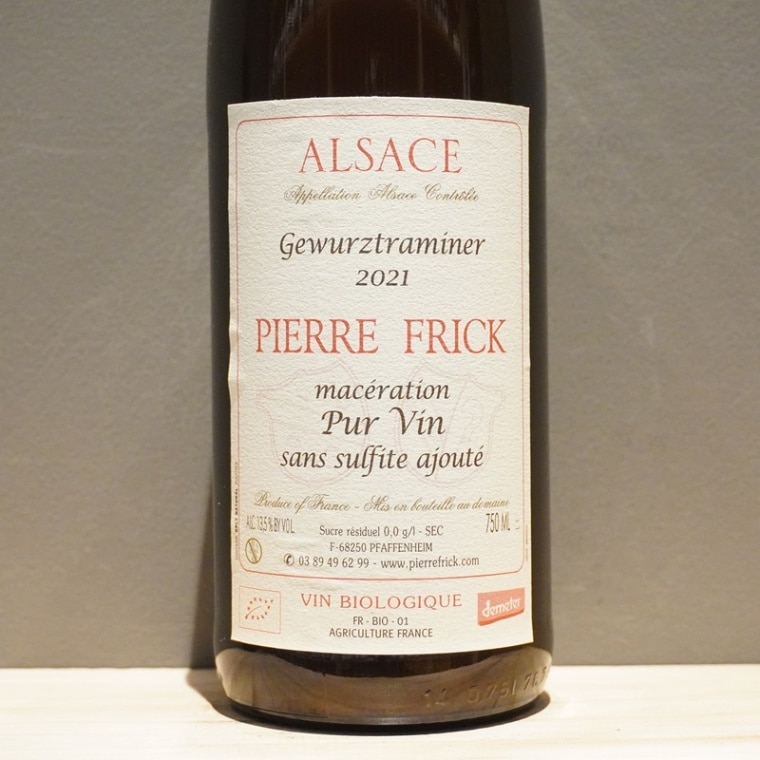 ALSACE
Appellation Alsace Contrôlée
Gewurztraminer
2021
PIERRE FRICK
macération
Pur Vin
sans sulfite ajouté
Produce of France - Mis en bouteille au domaine
ALC. 13,5 % BY VOL.
750 ML
Sucre résiduel 0,0 g/l - SEC
F-68250 PFAFFENHEIM
✆ 03 89 49 62 99 - www.pierrefrick.com
VIN BIOLOGIQUE
demeter
FR - BIO - 01
AGRICULTURE FRANCE